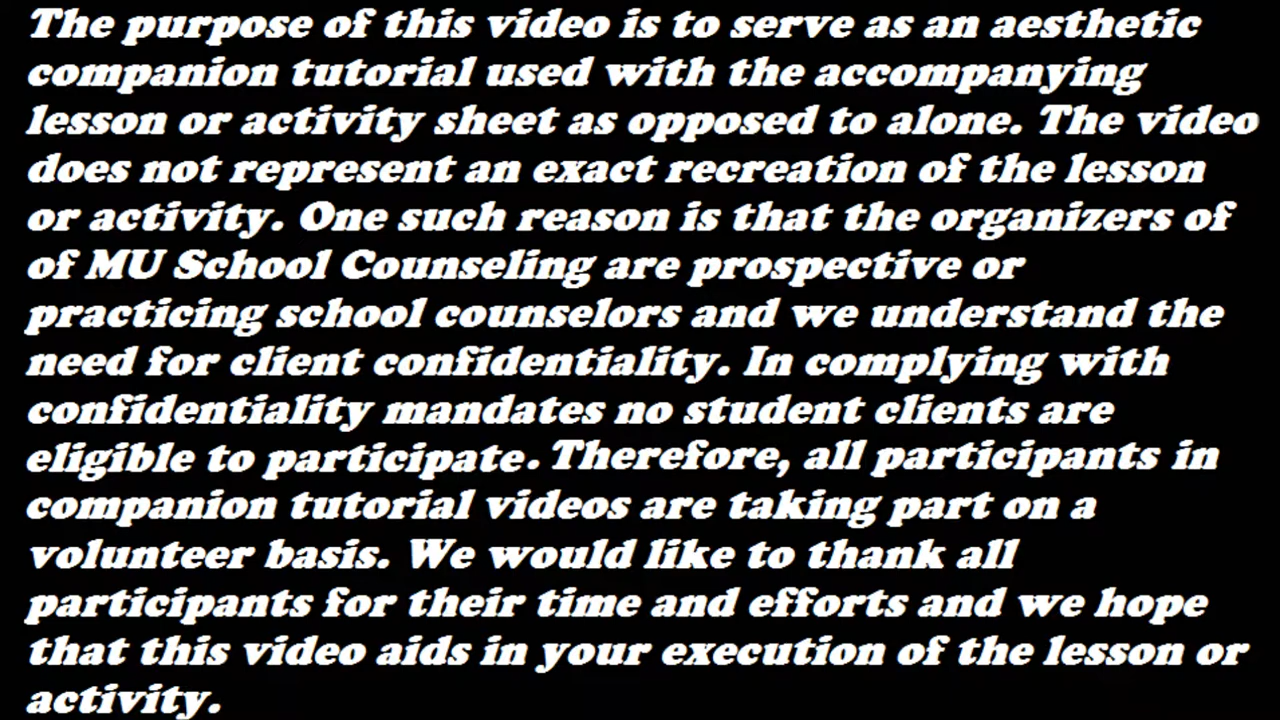 The purpose of this video is to serve as an aesthetic
companion tutorial used with the accompanying
lesson or activity sheet as opposed to alone. The video
does not represent an exact recreation of the lesson
or activity. One such reason is that the organizers of
of MU School Counseling are prospective or
practicing school counselors and we understand the
need for client confidentiality. In complying with
confidentiality mandates no student clients are
eligible to participate. Therefore, all participants in
companion tutorial videos are taking part on a
volunteer basis. We would like to thank all
participants for their time and efforts and we hope
that this video aids in your execution of the lesson or
activity.